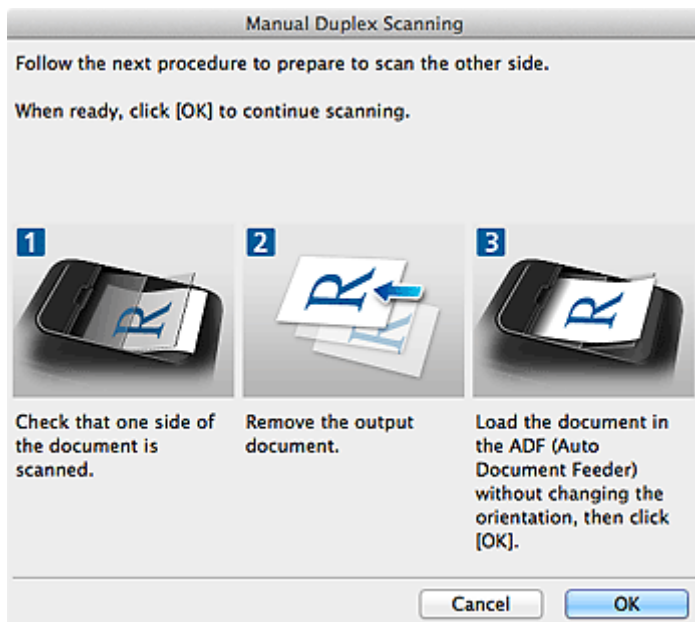 Manual Duplex Scanning
Follow the next procedure to prepare to scan the other side.
When ready, click [OK] to continue scanning.
1
2
3
R
R
R
R
Check that one side of
the document is
scanned.
Remove the output
document.
Load the document in
the ADF (Auto
Document Feeder)
without changing the
orientation, then click
[OK].
Cancel
OK